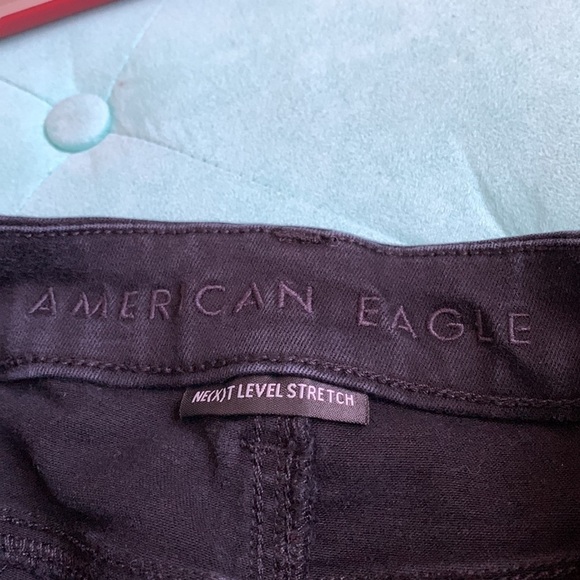 AMERICAN EAGLE
NE(X)T LEVEL STRETCH